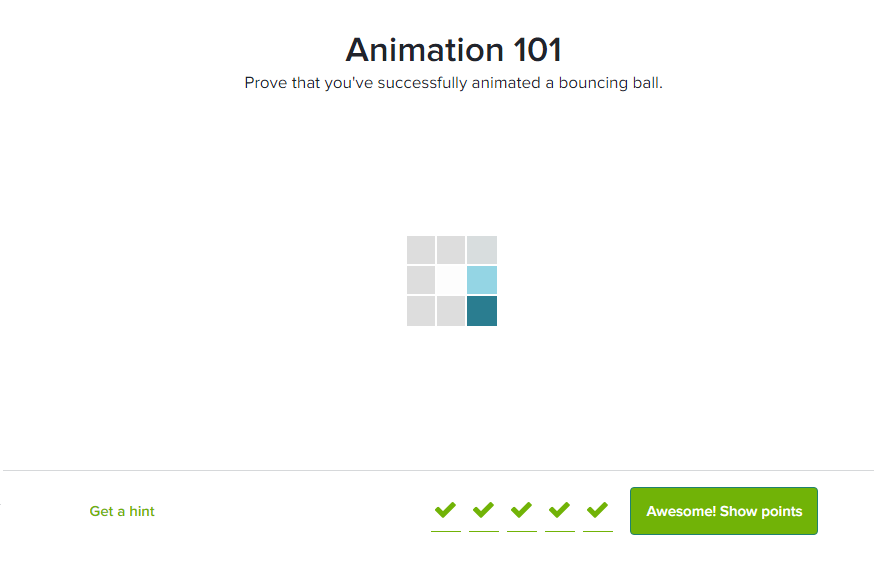 Animation 101
Prove that you've successfully animated a bouncing ball.
Get a hint
Awesome! Show points